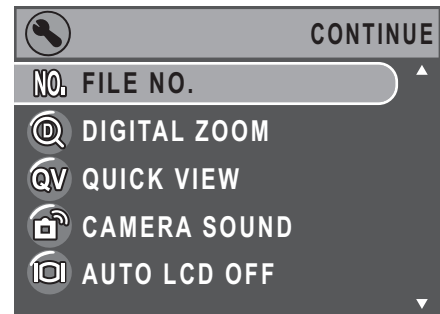 CONTINUE
NO. FILE NO.
D DIGITAL ZOOM
QV QUICK VIEW
CAMERA SOUND
AUTO LCD OFF